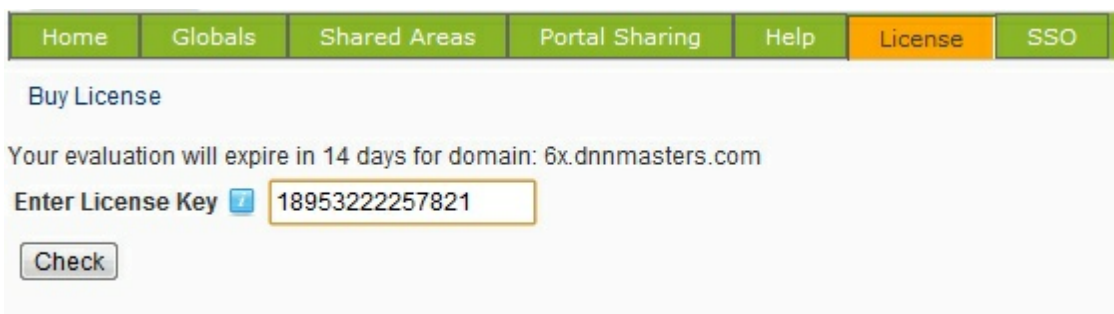 Home Globals Shared Areas Portal Sharing Help License SSO
Buy License
Your evaluation will expire in 14 days for domain: 6x.dnnmasters.com
Enter License Key i 18953222257821
Check